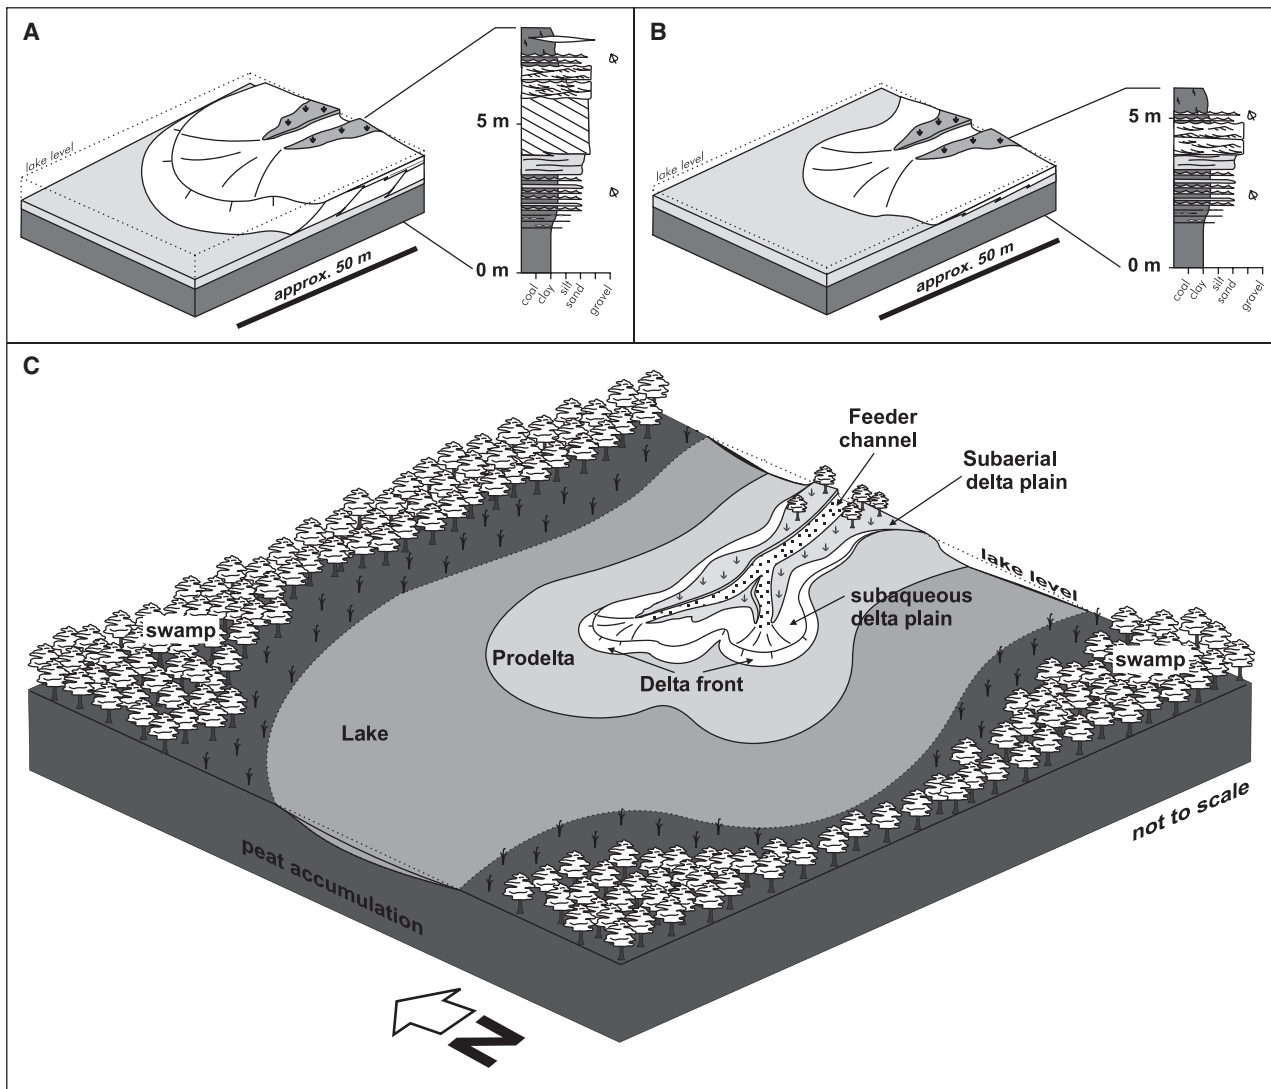 A
lake level
approx. 50 m
5 m
0 m
coal
clay
silt
sand
gravel
B
lake level
approx. 50 m
5 m
0 m
coal
clay
silt
sand
gravel
C
Feeder
channel
Subaerial
delta plain
lake level
subaqueous
delta plain
swamp
swamp
Prodelta
Delta front
Lake
peat accumulation
not to scale
N